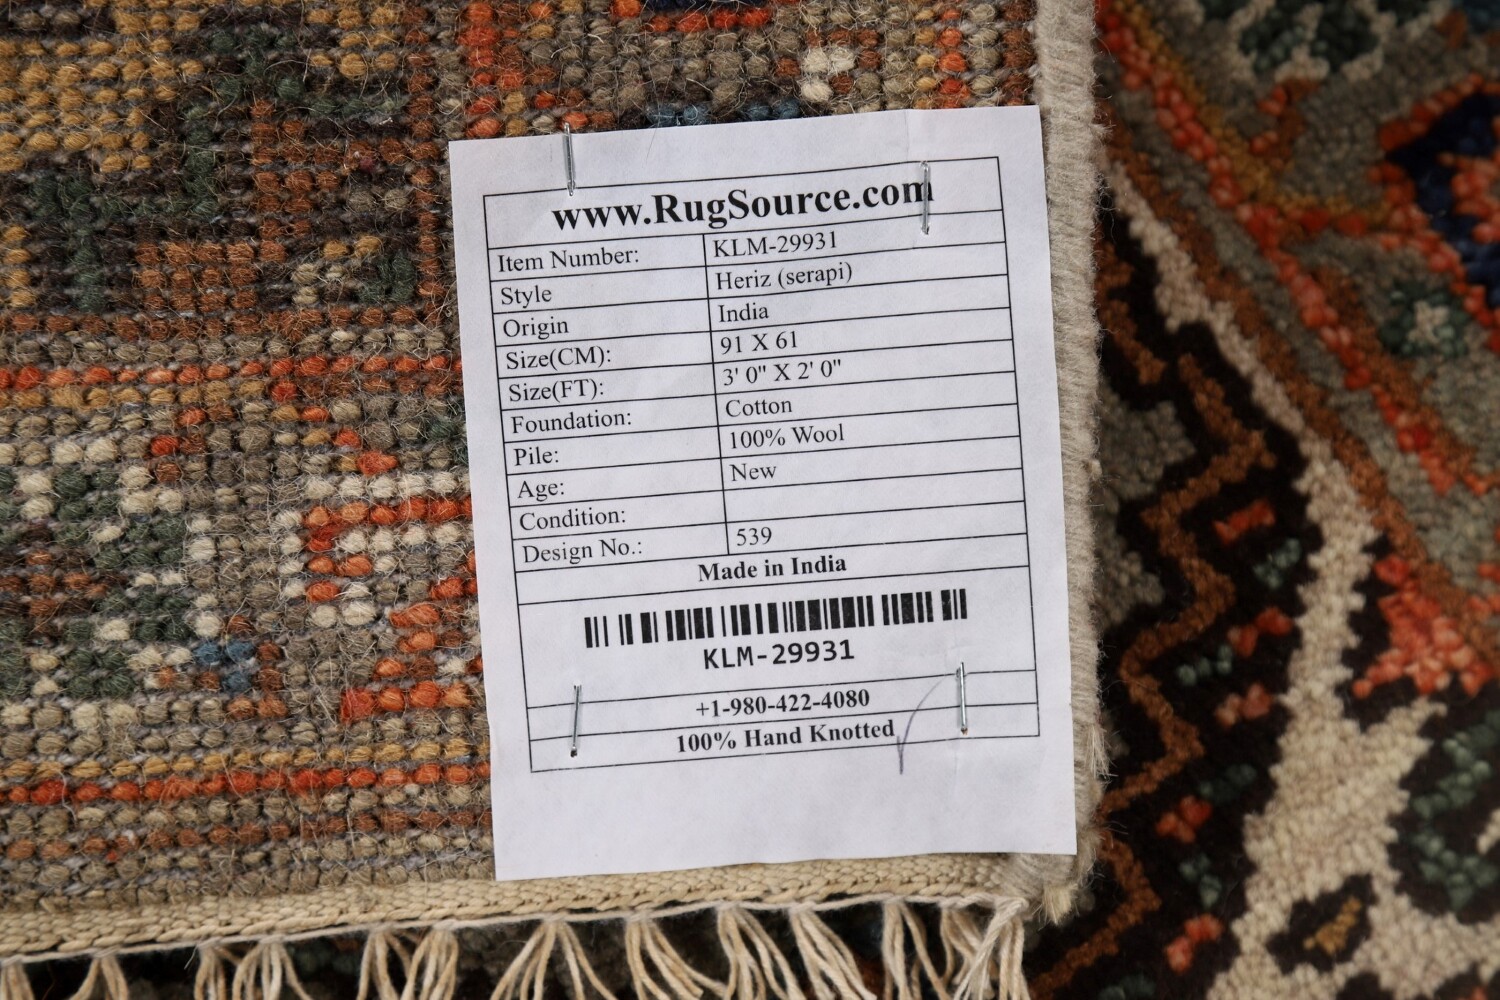 www.RugSource.com
Item Number: KLM-29931
Style Heriz (serapi)
Origin India
Size(CM): 91 X 61
Size(FT): 3' 0" X 2' 0"
Foundation: Cotton
Pile: 100% Wool
Age: New
Condition:
Design No.: 539
Made in India
KLM-29931
+1-980-422-4080
100% Hand Knotted